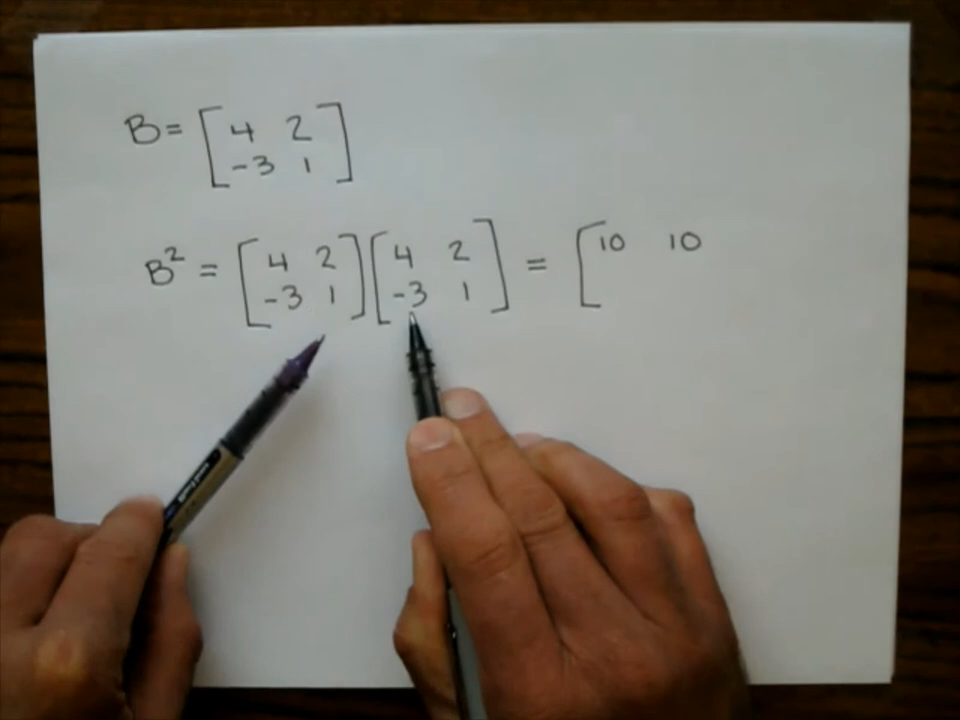 B = [ 4 2
-3 1 ]
B² = [ 4 2 ] [ 4 2 ] = [ 10 10
-3 1 -3 1